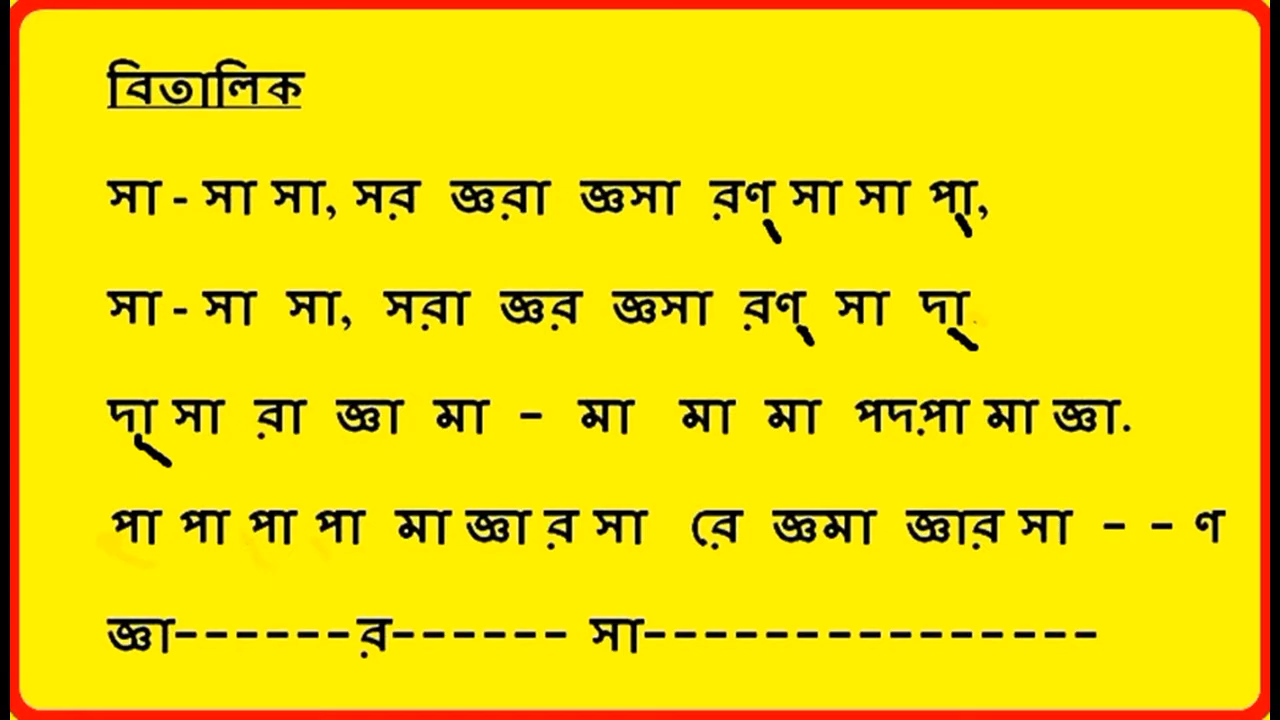 বিতালিক
সা - সা সা, সর জ্ঞরা জ্ঞসা রণ্ সা সা পা্,
সা - সা সা, সরা জ্ঞর জ্ঞসা রণ্ সা দা্
দা্ সা রা জ্ঞা মা – মা মা মা পদপা মা জ্ঞা.
পা পা পা পা মা জ্ঞা র সা রে জ্ঞমা জ্ঞার সা – – ণ
জ্ঞা------র------ সা---------------